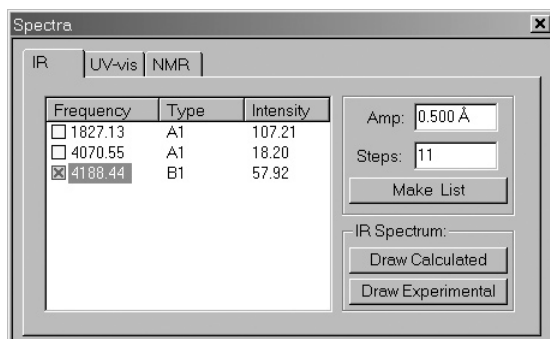 Spectra
IR UV-vis NMR
Frequency Type Intensity
1827.13 A1 107.21
4070.55 A1 18.20
4188.44 B1 57.92
Amp: 0.500 Å
Steps: 11
Make List
IR Spectrum:
Draw Calculated
Draw Experimental